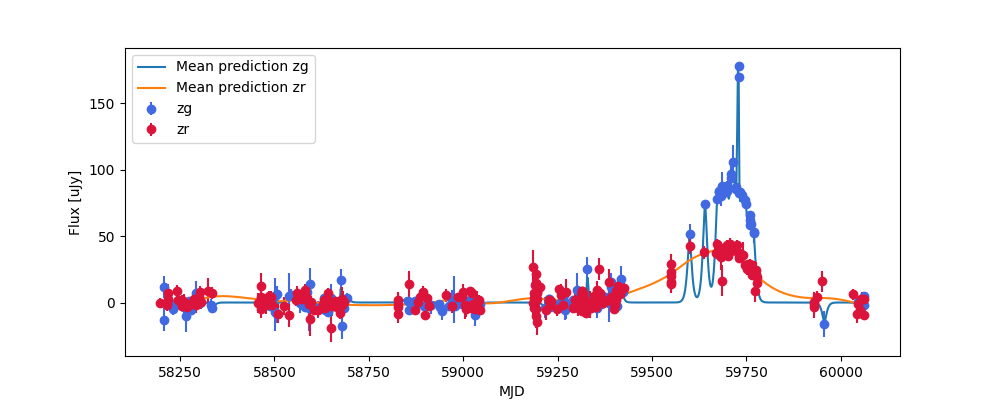 Mean prediction zg
Mean prediction zr
zg
zr
Flux [uJy]
150
100
50
0
58250 58500 58750 59000 59250 59500 59750 60000
MJD